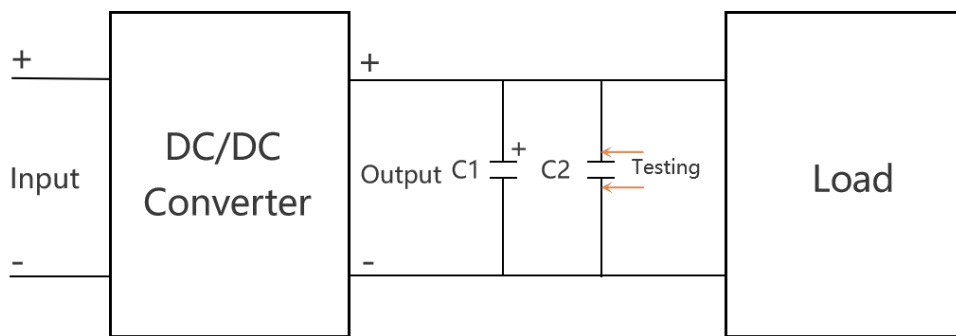 +
Input
-
DC/DC
Converter
+
Output
-
C1
+
C2
Testing
Load